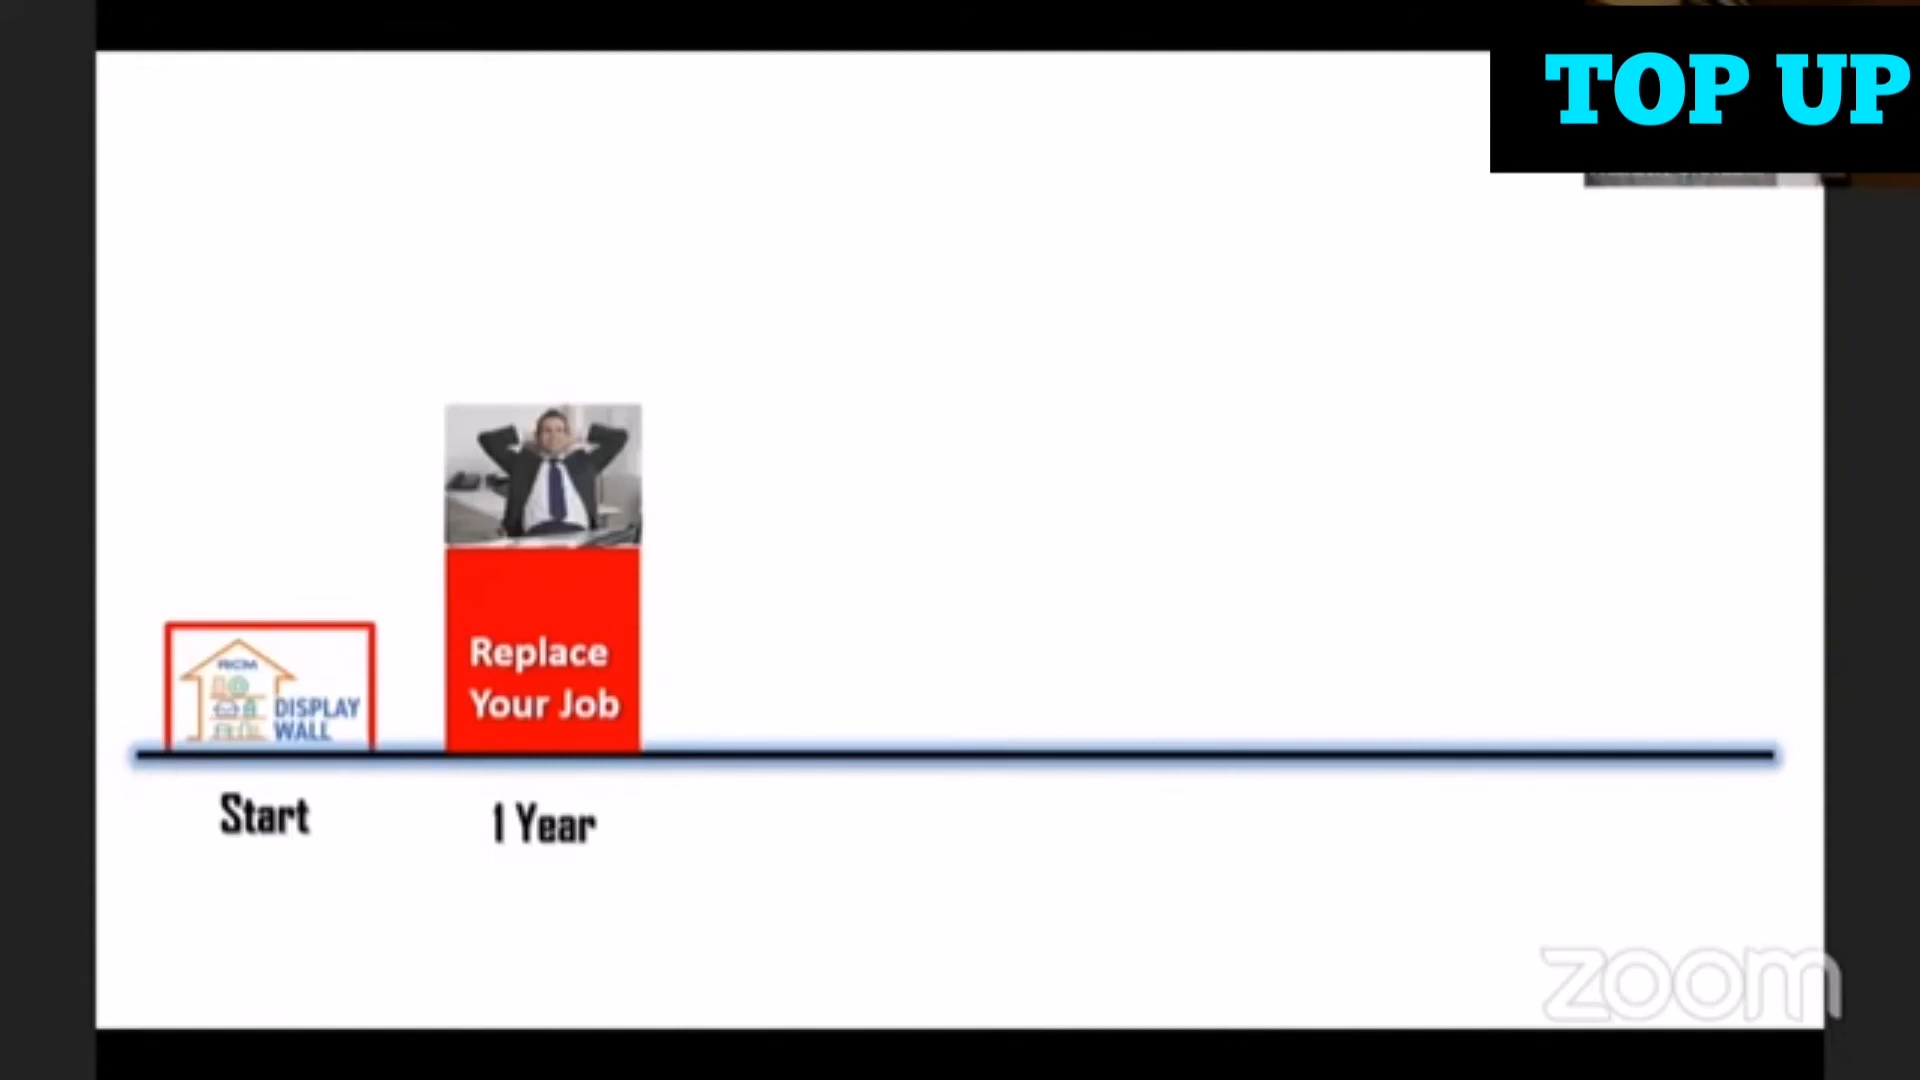 TOP UP
RCM
DISPLAY
WALL
Replace
Your Job
Start
1 Year
zoom